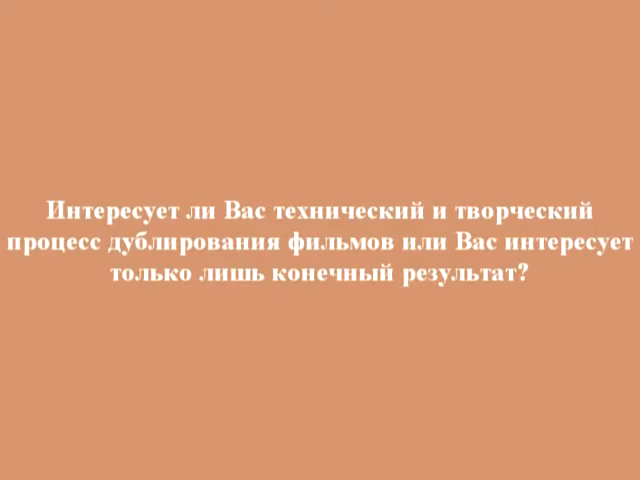 Интересует ли Вас технический и творческий
процесс дублирования фильмов или Вас интересует
только лишь конечный результат?